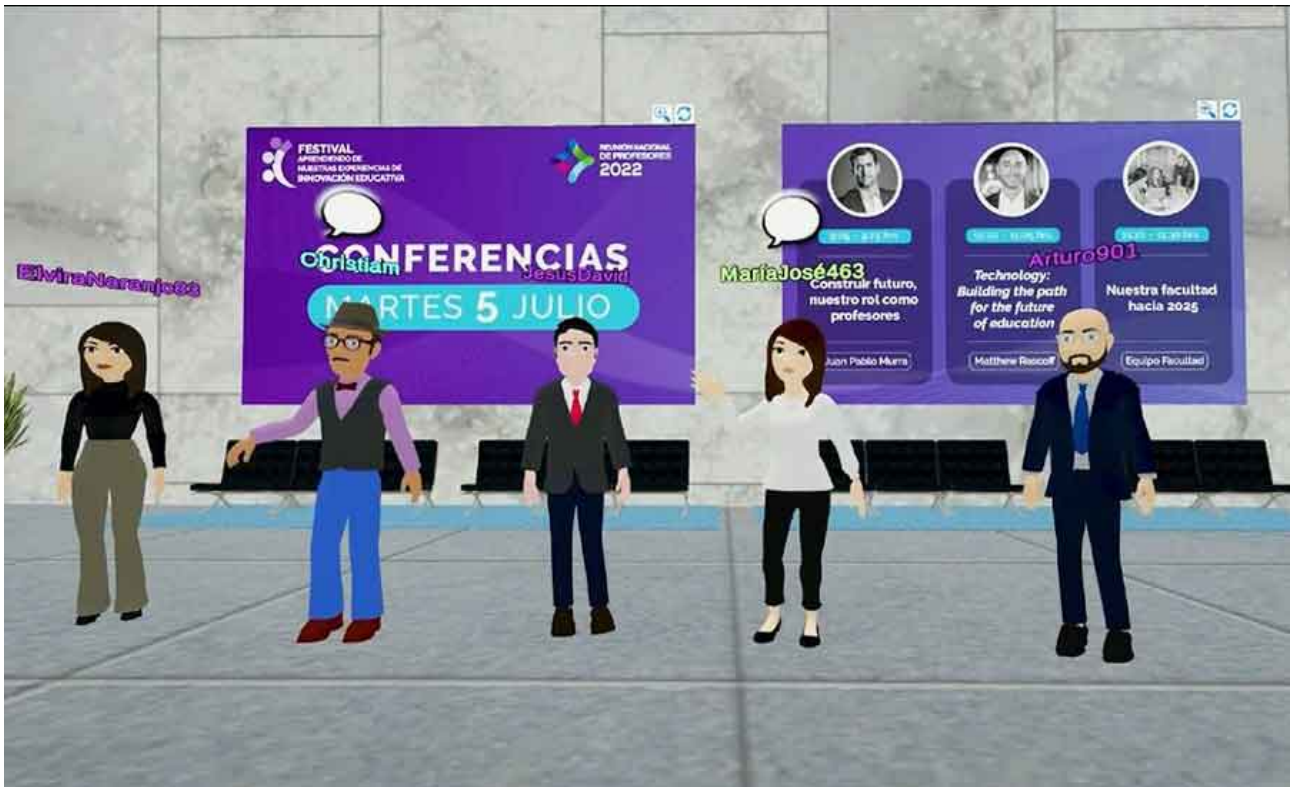 FESTIVAL
APRENDIENDO DE
NUESTRAS EXPERIENCIAS DE
INNOVACIÓN EDUCATIVA
REUNIÓN NACIONAL
DE PROFESORES
2022
CONFERENCIAS
MARTES 5 JULIO
ElviraNaranjo83
Christiam
JesusDavid
MariaJosé463
Arturo901
Construir futuro,
nuestro rol como
profesores
Juan Pablo Murra
Technology:
Building the path
for the future
of education
Matthew Rascoff
Nuestra facultad
hacia 2025
Equipo Facultad